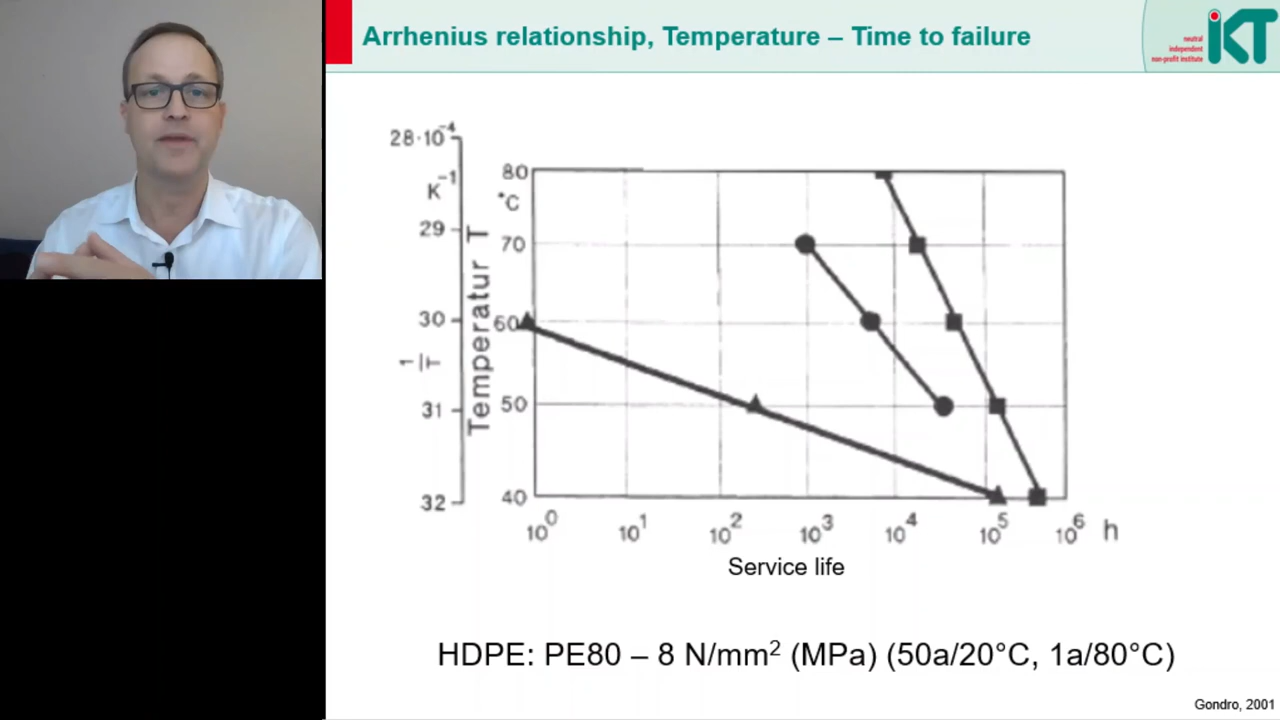 Arrhenius relationship, Temperature – Time to failure
neutral
independent
non-profit institute
iKT
28·10⁻⁴
K⁻¹
29
30
1/T
31
32
Temperatur T
80
°C
70
60
50
40
10⁰ 10¹ 10² 10³ 10⁴ 10⁵ 10⁶ h
Service life
HDPE: PE80 – 8 N/mm² (MPa) (50a/20°C, 1a/80°C)
Gondro, 2001